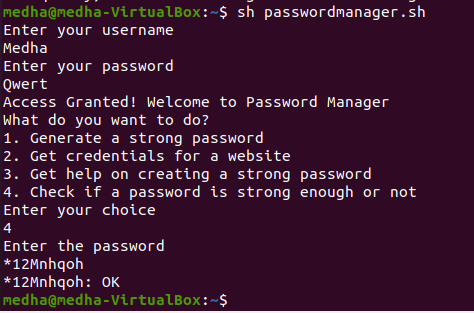 medha@medha-VirtualBox:~$ sh passwordmanager.sh
Enter your username
Medha
Enter your password
Qwert
Access Granted! Welcome to Password Manager
What do you want to do?
1. Generate a strong password
2. Get credentials for a website
3. Get help on creating a strong password
4. Check if a password is strong enough or not
Enter your choice
4
Enter the password
*12Mnhqoh
*12Mnhqoh: OK
medha@medha-VirtualBox:~$